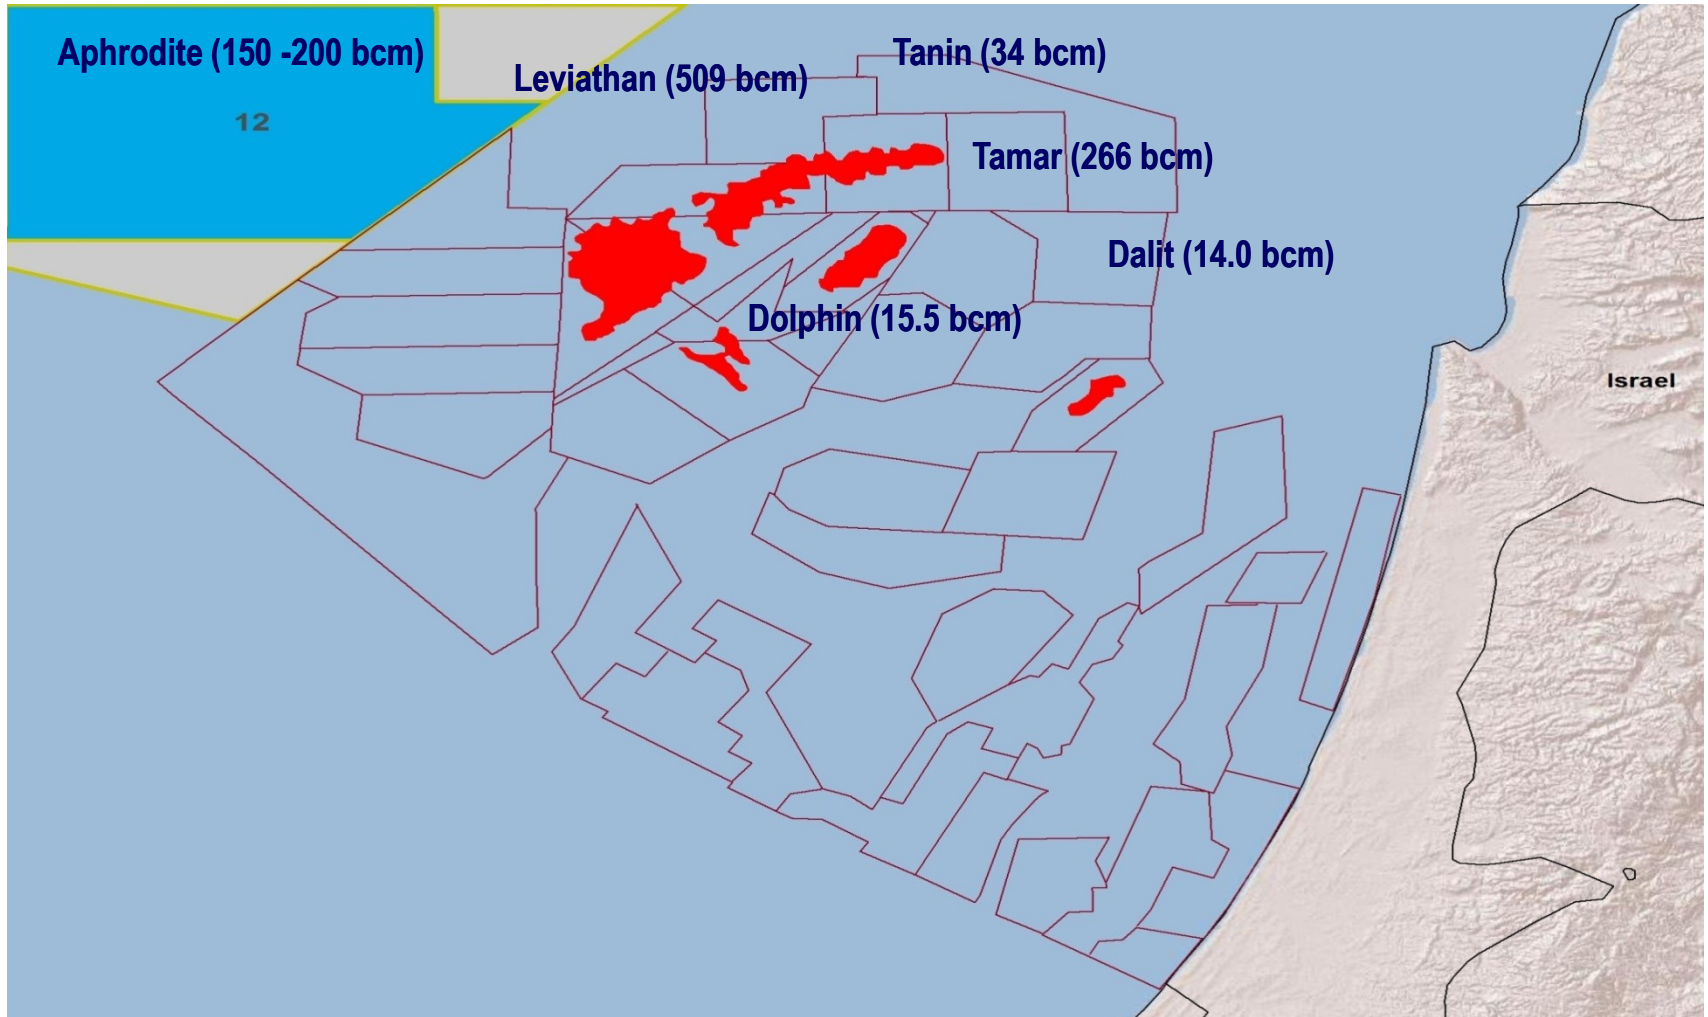 Aphrodite (150 -200 bcm)
Tanin (34 bcm)
Leviathan (509 bcm)
12
Tamar (266 bcm)
Dalit (14.0 bcm)
Dolphin (15.5 bcm)
Israel